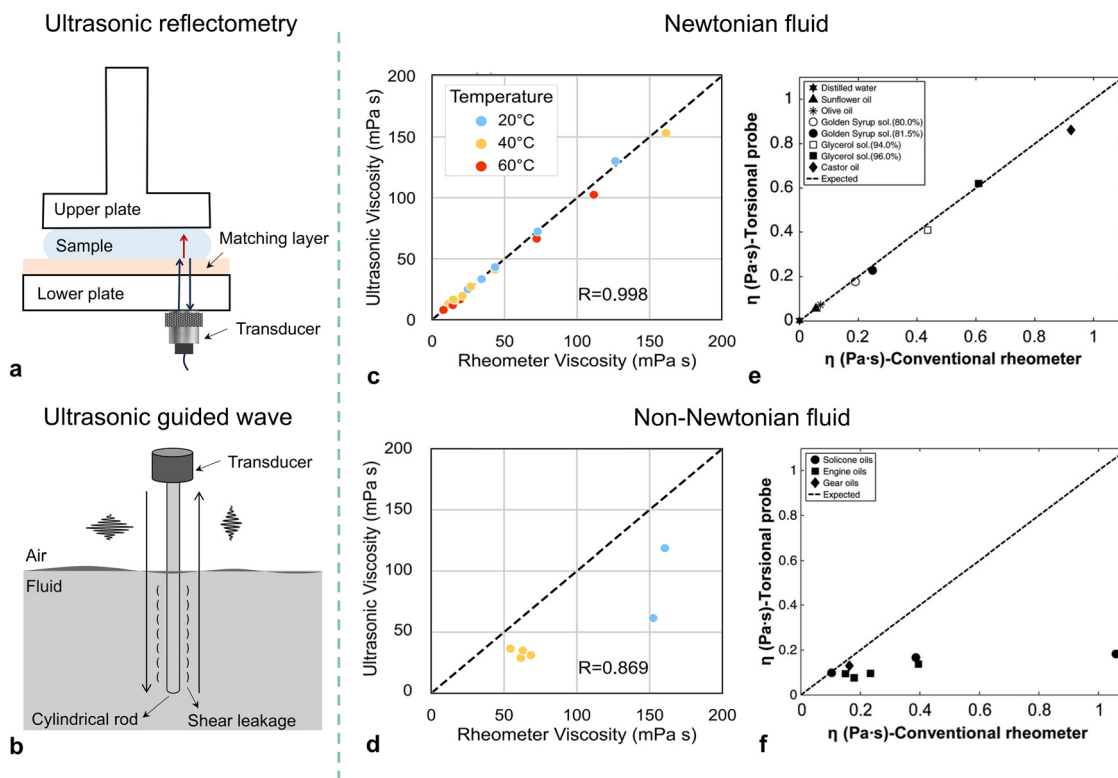 Ultrasonic reflectometry
Upper plate
Sample
Matching layer
Lower plate
Transducer
a
Ultrasonic guided wave
Transducer
Air
Fluid
Cylindrical rod
Shear leakage
b
Newtonian fluid
Ultrasonic Viscosity (mPa s)
200
150
100
50
0
Temperature
20°C
40°C
60°C
R=0.998
0 50 100 150 200
Rheometer Viscosity (mPa s)
c
η (Pa·s)-Torsional probe
1
0.8
0.6
0.4
0.2
0
Distilled water
Sunflower oil
Olive oil
Golden Syrup sol.(80.0%)
Golden Syrup sol.(81.5%)
Glycerol sol.(94.0%)
Glycerol sol.(96.0%)
Castor oil
Expected
0 0.2 0.4 0.6 0.8 1
η (Pa·s)-Conventional rheometer
e
Non-Newtonian fluid
Ultrasonic Viscosity (mPa s)
200
150
100
50
0
R=0.869
0 50 100 150 200
Rheometer Viscosity (mPa s)
d
η (Pa·s)-Torsional probe
1
0.8
0.6
0.4
0.2
0
Solicone oils
Engine oils
Gear oils
Expected
0 0.2 0.4 0.6 0.8 1
η (Pa·s)-Conventional rheometer
f